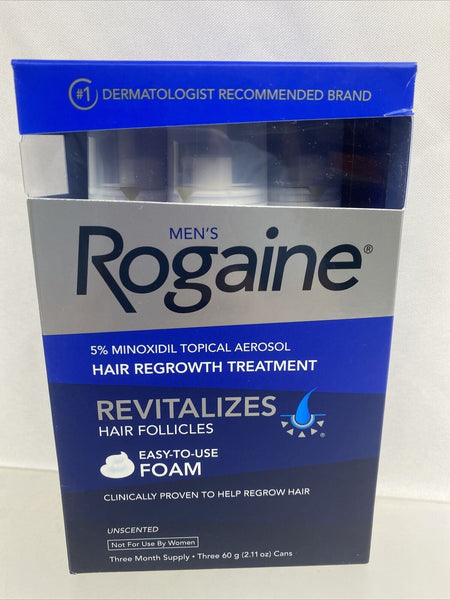 #1 DERMATOLOGIST RECOMMENDED BRAND
MEN'S
Rogaine®
5% MINOXIDIL TOPICAL AEROSOL
HAIR REGROWTH TREATMENT
REVITALIZES
HAIR FOLLICLES
®
EASY-TO-USE
FOAM
CLINICALLY PROVEN TO HELP REGROW HAIR
UNSCENTED
Not For Use By Women
Three Month Supply • Three 60 g (2.11 oz) Cans